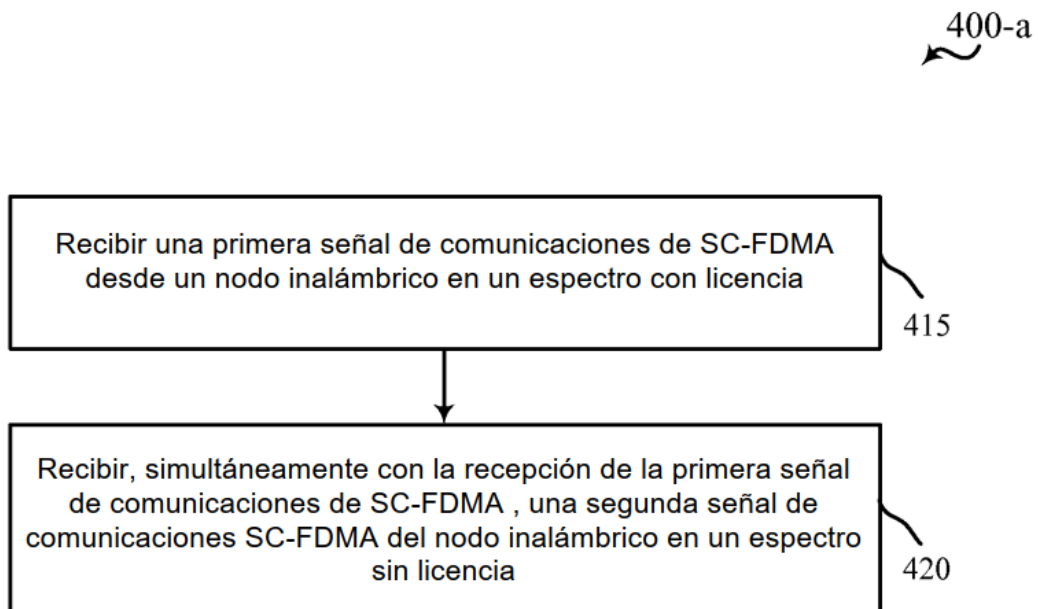 400-a
Recibir una primera señal de comunicaciones de SC-FDMA
desde un nodo inalámbrico en un espectro con licencia
415
Recibir, simultáneamente con la recepción de la primera señal
de comunicaciones de SC-FDMA , una segunda señal de
comunicaciones SC-FDMA del nodo inalámbrico en un espectro
sin licencia
420